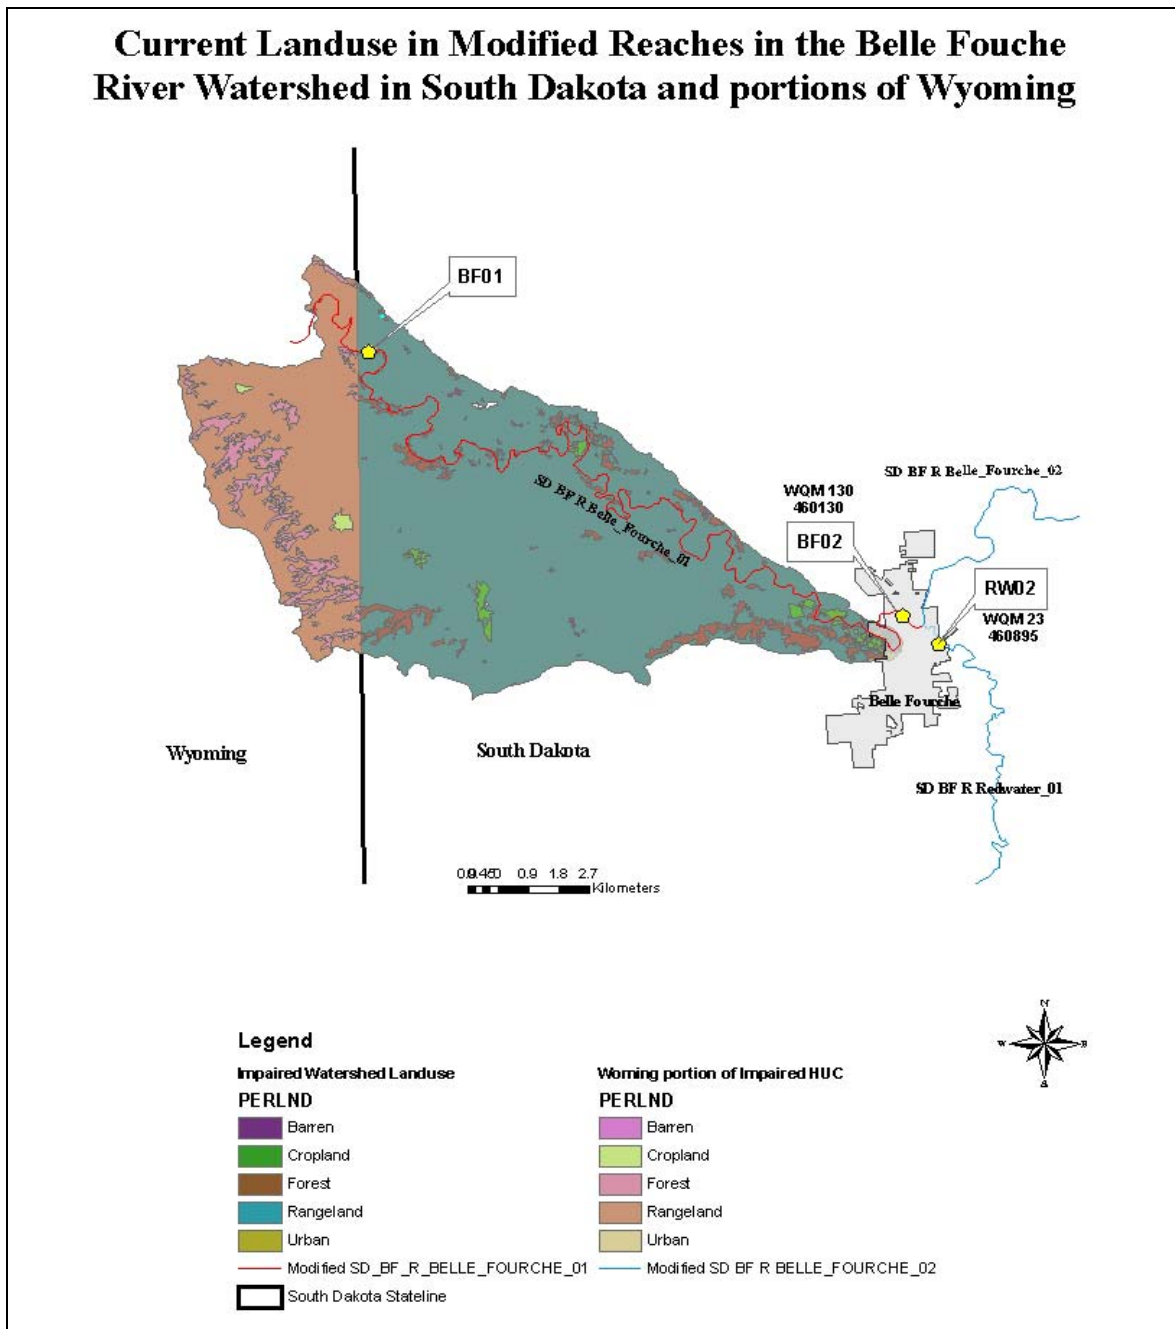 Current Landuse in Modified Reaches in the Belle Fouche
River Watershed in South Dakota and portions of Wyoming
BF01
SD BF R Belle_Fourche_02
WQM 130
460130
BF02
SD BF R Belle_Fourche_01
RW02
WQM 23
460895
Belle Fourche
Wyoming
South Dakota
SD BF R Redwater_01
0.9 1.8 2.7
Kilometers
N
W E
Legend
Impaired Watershed Landuse
PERLND
Barren
Cropland
Forest
Rangeland
Urban
Modified SD_BF_R_BELLE_FOURCHE_01
South Dakota Stateline
Worning portion of Impaired HUC
PERLND
Barren
Cropland
Forest
Rangeland
Urban
Modified SD BF R BELLE_FOURCHE_02